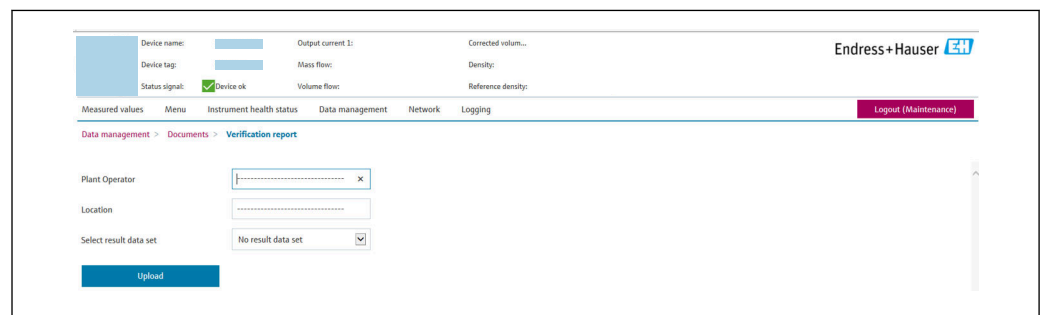 Device name: Output current 1: Corrected volum...
Endress+Hauser EH
Device tag: Mass flow: Density:
Status signal: Device ok Volume flow: Reference density:
Measured values Menu Instrument health status Data management Network Logging Logout (Maintenance)
Data management > Documents > Verification report
Plant Operator -------------------------------- ×
Location --------------------------------
Select result data set No result data set
Upload